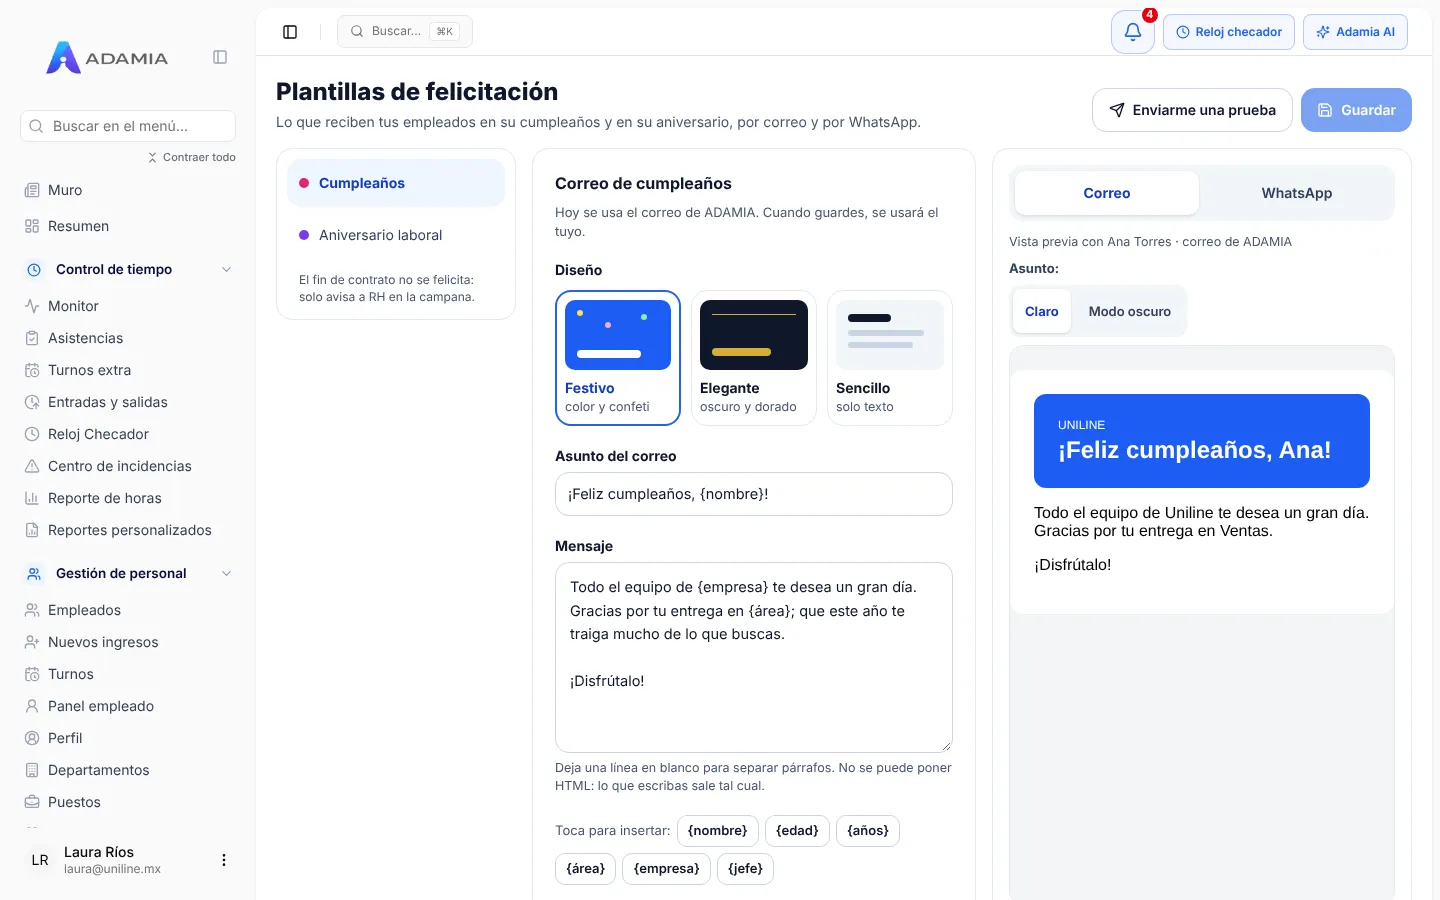 ADAMIA
Buscar en el menú...
Contraer todo
Muro
Resumen
Control de tiempo
Monitor
Asistencias
Turnos extra
Entradas y salidas
Reloj Checador
Centro de incidencias
Reporte de horas
Reportes personalizados
Gestión de personal
Empleados
Nuevos ingresos
Turnos
Panel empleado
Perfil
Departamentos
Puestos
LR
Laura Ríos
laura@uniline.mx
Buscar... ⌘K
4
Reloj checador
Adamia AI
Plantillas de felicitación
Lo que reciben tus empleados en su cumpleaños y en su aniversario, por correo y por WhatsApp.
Enviarme una prueba
Guardar
Cumpleaños
Aniversario laboral
El fin de contrato no se felicita:
solo avisa a RH en la campana.
Correo de cumpleaños
Hoy se usa el correo de ADAMIA. Cuando guardes, se usará el
tuyo.
Diseño
Festivo
color y confeti
Elegante
oscuro y dorado
Sencillo
solo texto
Asunto del correo
¡Feliz cumpleaños, {nombre}!
Mensaje
Todo el equipo de {empresa} te desea un gran día.
Gracias por tu entrega en {área}; que este año te
traiga mucho de lo que buscas.
¡Disfrútalo!
Deja una línea en blanco para separar párrafos. No se puede poner
HTML: lo que escribas sale tal cual.
Toca para insertar: {nombre} {edad} {años}
{área} {empresa} {jefe}
Correo
WhatsApp
Vista previa con Ana Torres · correo de ADAMIA
Asunto:
Claro
Modo oscuro
UNILINE
¡Feliz cumpleaños, Ana!
Todo el equipo de Uniline te desea un gran día.
Gracias por tu entrega en Ventas.
¡Disfrútalo!